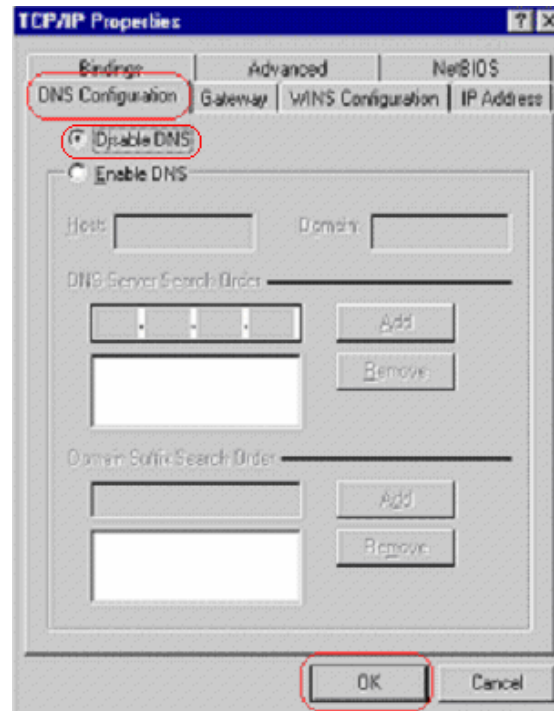 TCP/IP Properties
Bindings Advanced NetBIOS
DNS Configuration Gateway WINS Configuration IP Address
Disable DNS
Enable DNS
Host: Domain:
DNS Server Search Order
Add
Remove
Domain Suffix Search Order
Add
Remove
OK Cancel